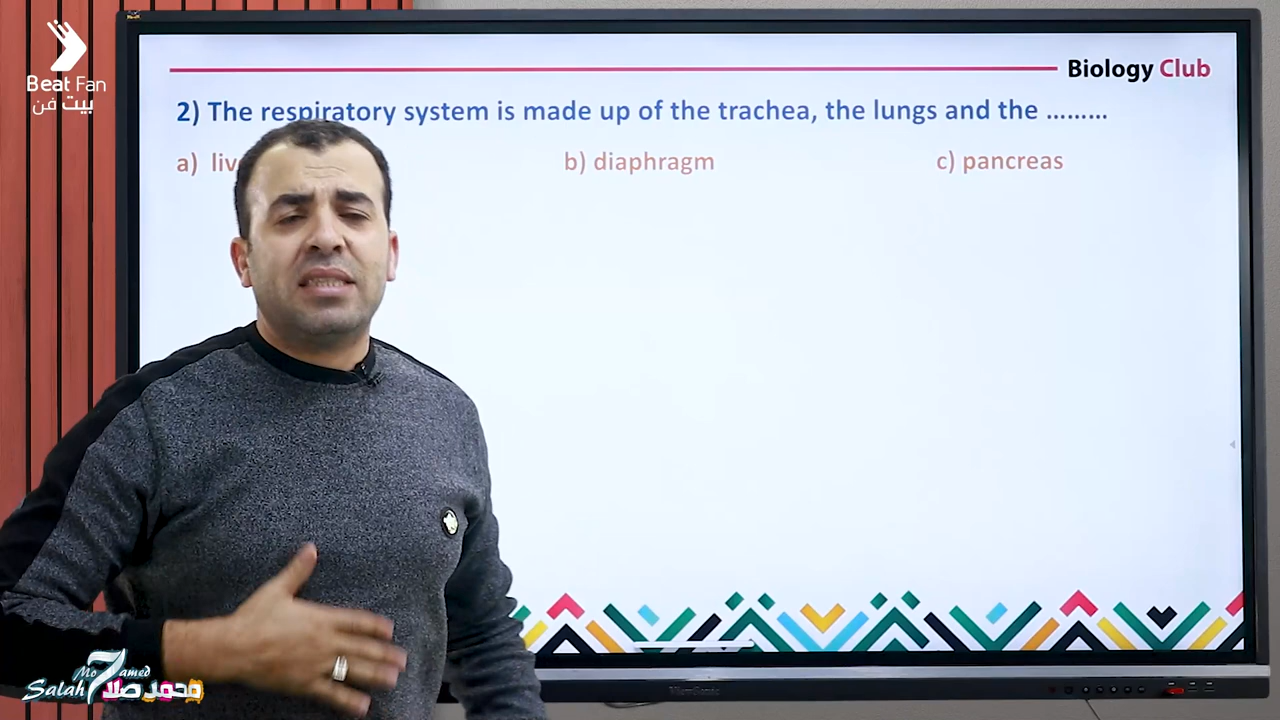 Beat Fan
بيت فن
Biology Club
2) The respiratory system is made up of the trachea, the lungs and the .........
a) liv
b) diaphragm
c) pancreas
Salah
محمد صلاح
ViewSonic